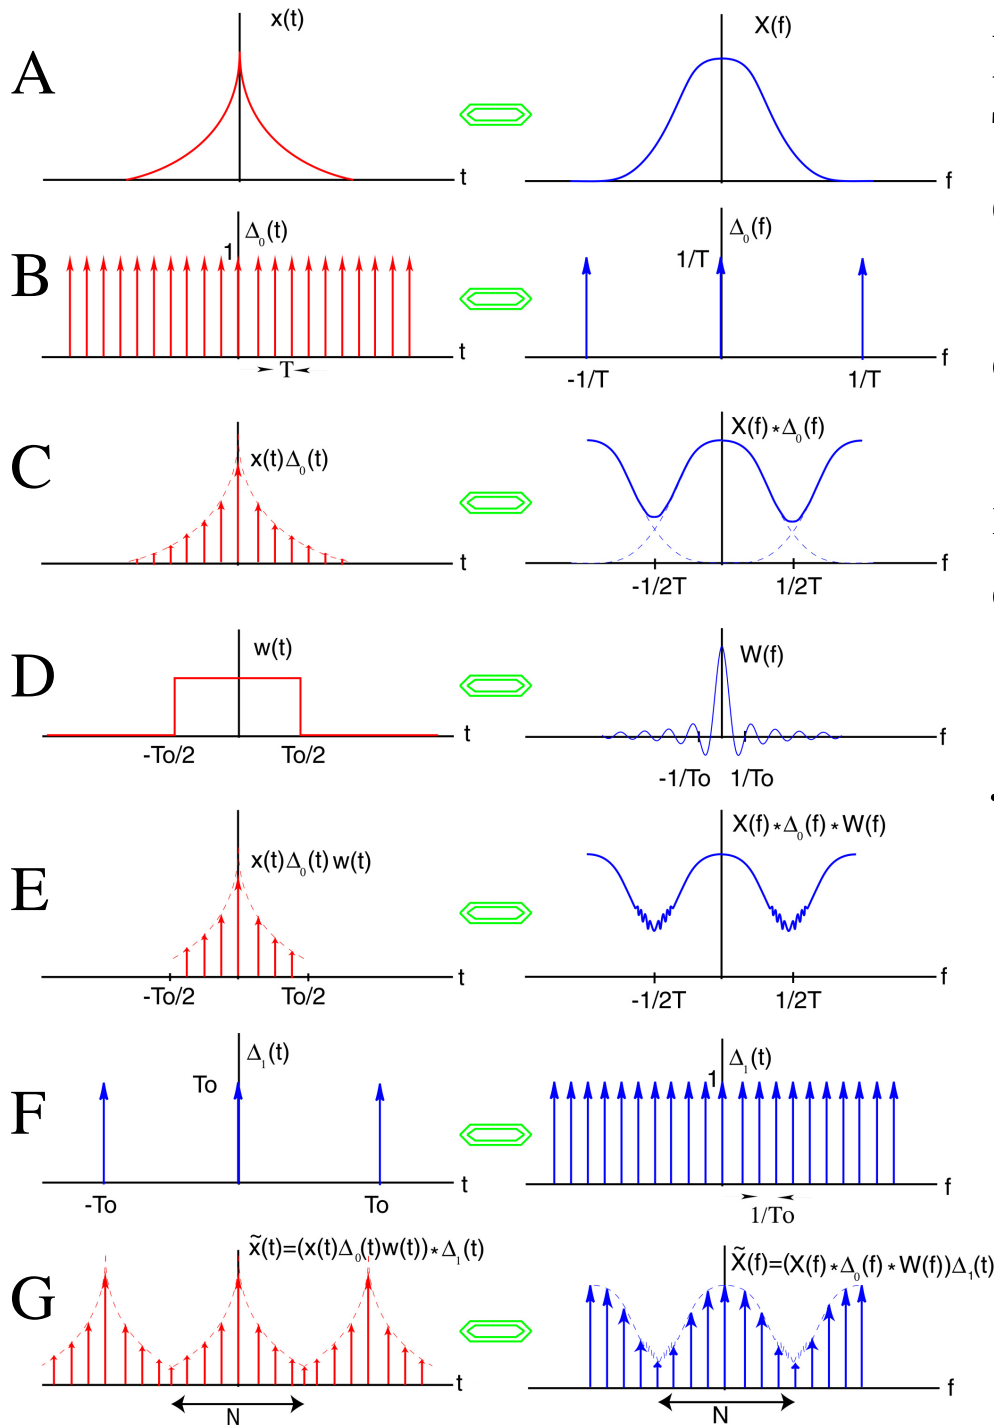 x(t)
X(f)
A
t
f
Δ₀(t)
Δ₀(f)
1
1/T
B
t
f
T
-1/T
1/T
C
x(t)Δ₀(t)
X(f)*Δ₀(f)
t
f
-1/2T
1/2T
D
w(t)
W(f)
t
f
-To/2
To/2
-1/To
1/To
E
x(t)Δ₀(t)w(t)
X(f)*Δ₀(f)*W(f)
t
f
-To/2
To/2
-1/2T
1/2T
F
Δ₁(t)
Δ₁(t)
To
1
t
f
-To
To
1/To
G
x̃(t)=(x(t)Δ₀(t)w(t))*Δ₁(t)
X̃(f)=(X(f)*Δ₀(f)*W(f))Δ₁(t)
t
f
N
N